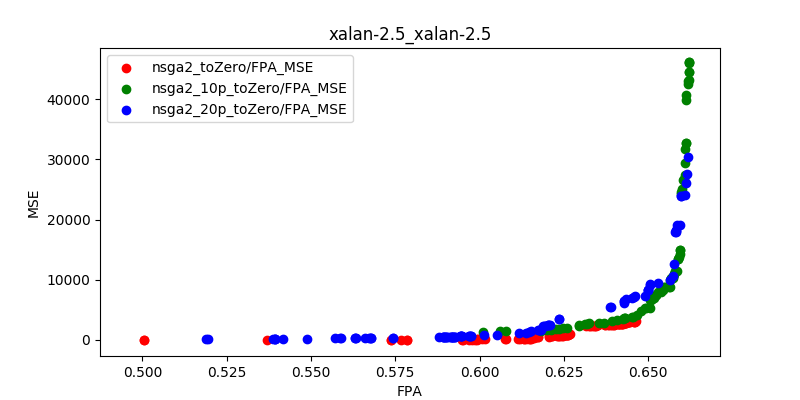 xalan-2.5_xalan-2.5
nsga2_toZero/FPA_MSE
nsga2_10p_toZero/FPA_MSE
nsga2_20p_toZero/FPA_MSE
MSE
40000
30000
20000
10000
0
0.500 0.525 0.550 0.575 0.600 0.625 0.650
FPA